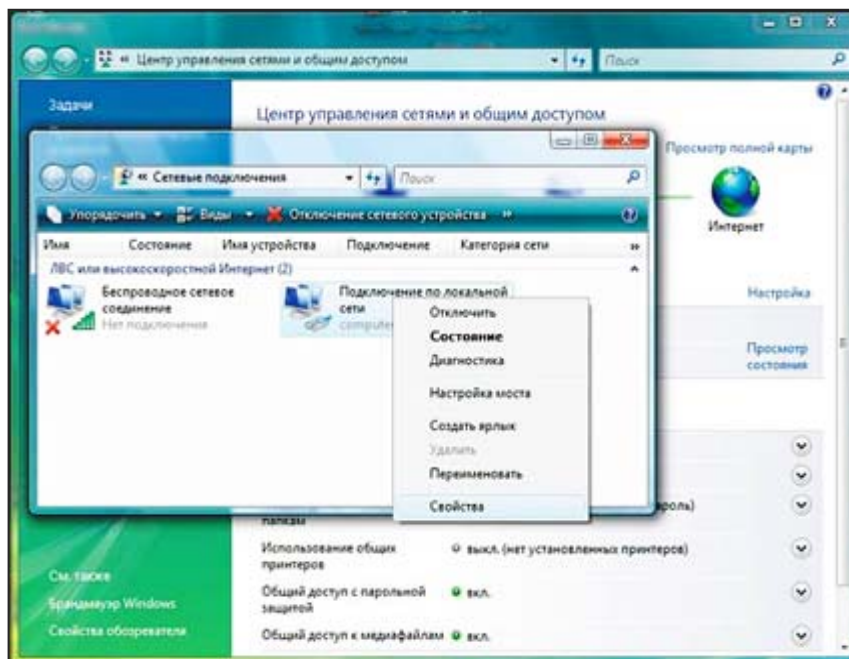 « Центр управления сетями и общим доступом
Поиск
Задачи
Центр управления сетями и общим доступом
Просмотр полной карты
« Сетевые подключения
Поиск
Упорядочить
Виды
Отключение сетевого устройства
»
Интернет
Имя
Состояние
Имя устройства
Подключение
Категория сети
»
ЛВС или высокоскоростной Интернет (2)
Беспроводное сетевое
соединение
Нет подключения
Подключение по локальной
сети
compute
Отключить
Состояние
Диагностика
Настройка моста
Создать ярлык
Удалить
Переименовать
Свойства
Настройка
Просмотр
состояния
ароль)
папкам
Использование общих
принтеров
выкл. (нет установленных принтеров)
Общий доступ с парольной
защитой
вкл.
Общий доступ к медиафайлам
вкл.
См. также
Брандмауэр Windows
Свойства обозревателя